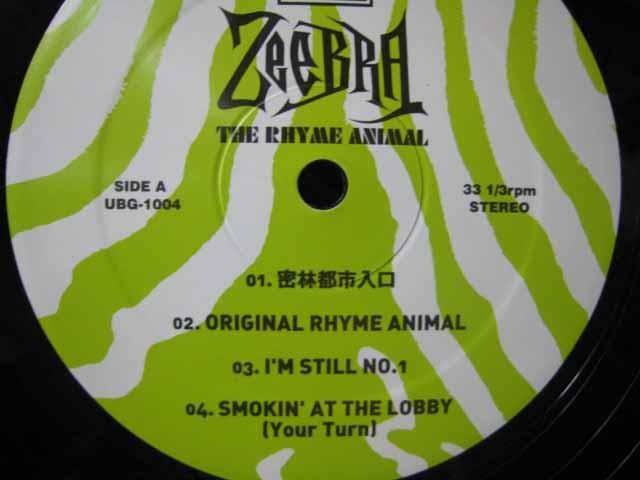 ZEEBRA
THE RHYME ANIMAL
SIDE A
UBG-1004
33 1/3rpm
STEREO
01. 密林都市入口
02. ORIGINAL RHYME ANIMAL
03. I'M STILL NO.1
04. SMOKIN' AT THE LOBBY
(Your Turn)